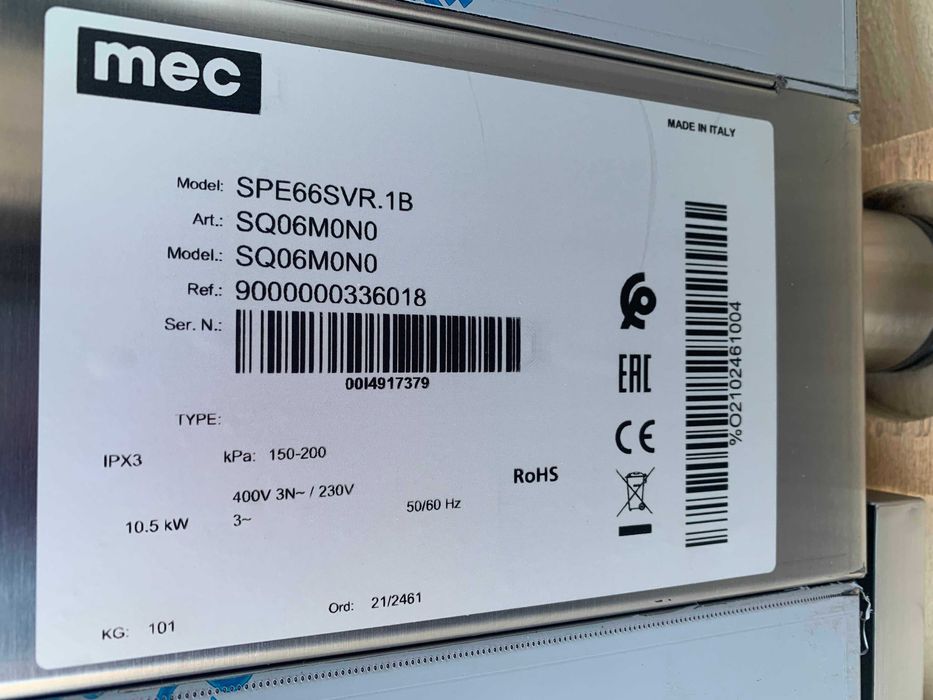 mec
MADE IN ITALY
Model: SPE66SVR.1B
Art.: SQ06M0N0
Model.: SQ06M0N0
Ref.: 9000000336018
Ser. N.:
00I4917379
TYPE:
IPX3 kPa: 150-200
10.5 kW 400V 3N~ / 230V 50/60 Hz
3~
RoHS
EAC
CE
%O2102461004
Ord: 21/2461
KG: 101